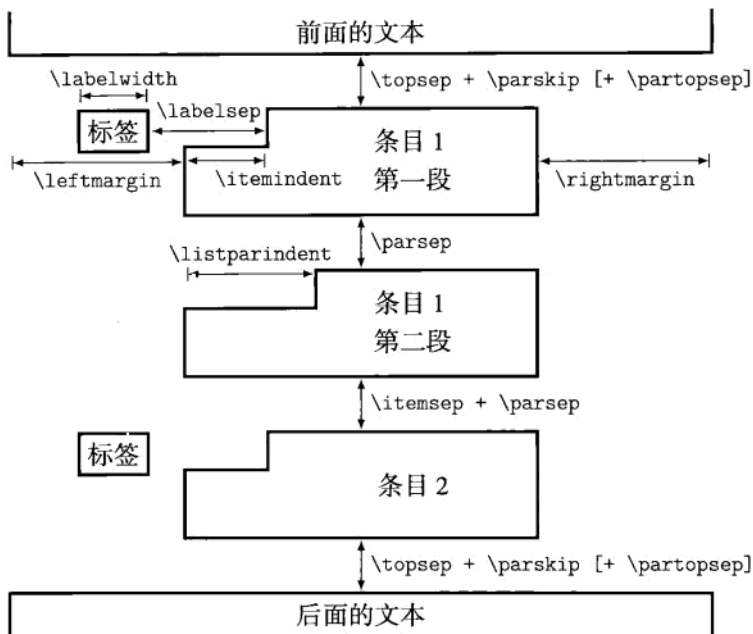 前面的文本
\labelwidth
\topsep + \parskip [+ \partopsep]
\labelsep
标签
条目 1
第一段
\leftmargin
\itemindent
\rightmargin
\parsep
\listparindent
条目 1
第二段
\itemsep + \parsep
标签
条目 2
\topsep + \parskip [+ \partopsep]
后面的文本